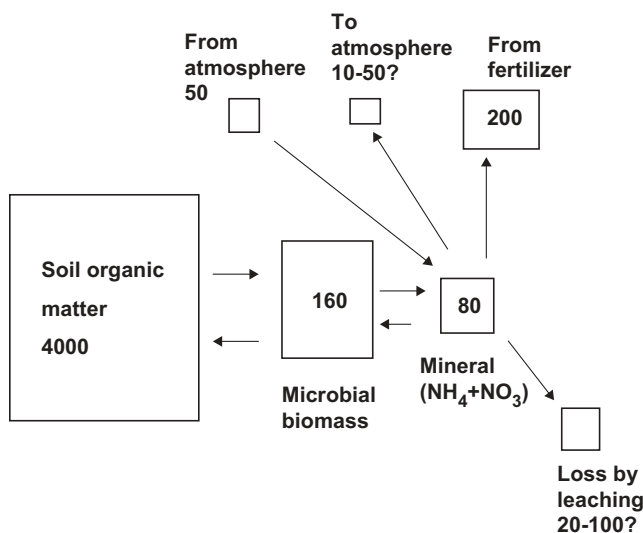 From
atmosphere
50
To
atmosphere
10-50?
From
fertilizer
200
Soil organic
matter
4000
160
Microbial
biomass
80
Mineral
(NH4+NO3)
Loss by
leaching
20-100?